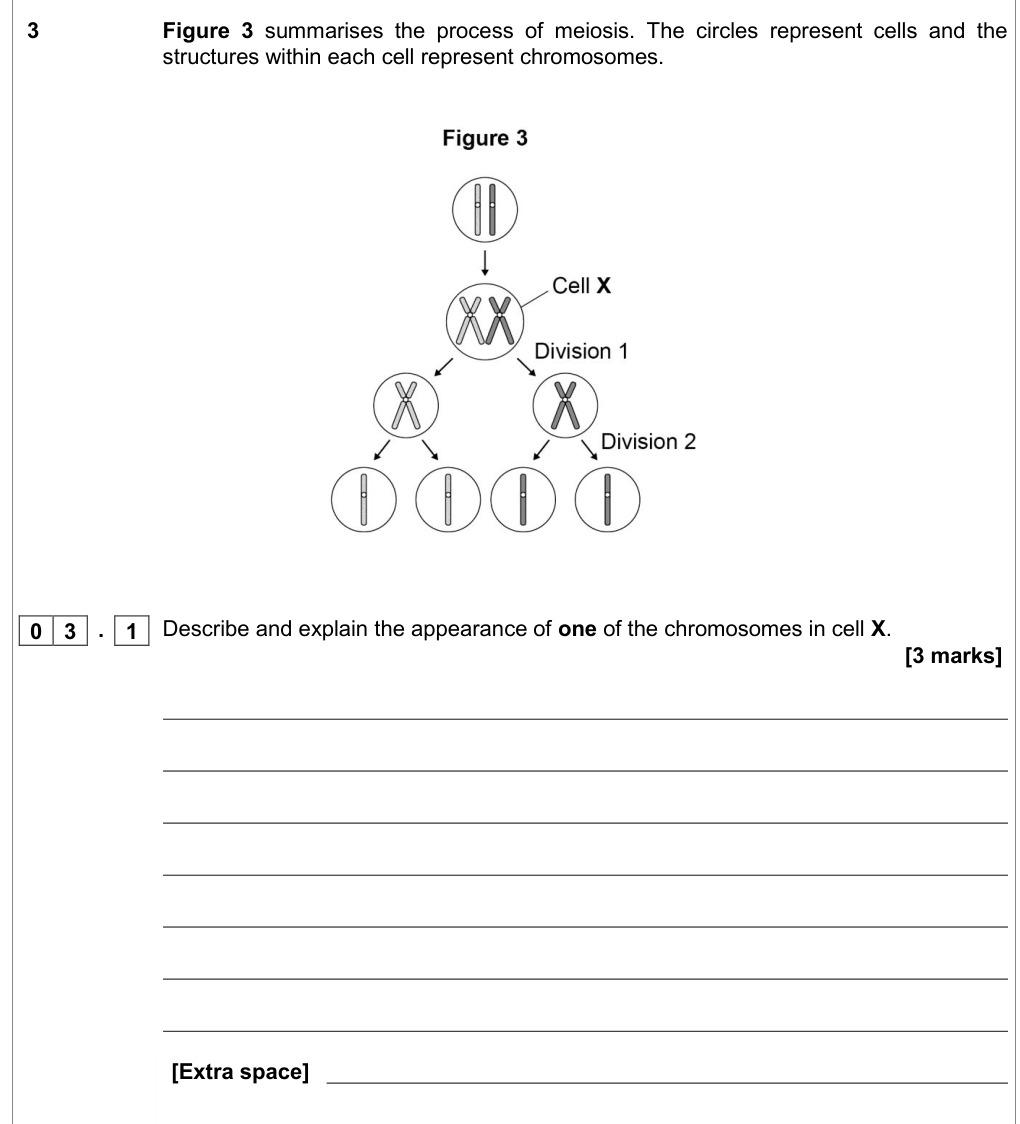 3 Figure 3 summarises the process of meiosis. The circles represent cells and the
structures within each cell represent chromosomes.
Figure 3
Cell X
Division 1
Division 2
0 3 . 1 Describe and explain the appearance of one of the chromosomes in cell X.
[3 marks]
[Extra space]